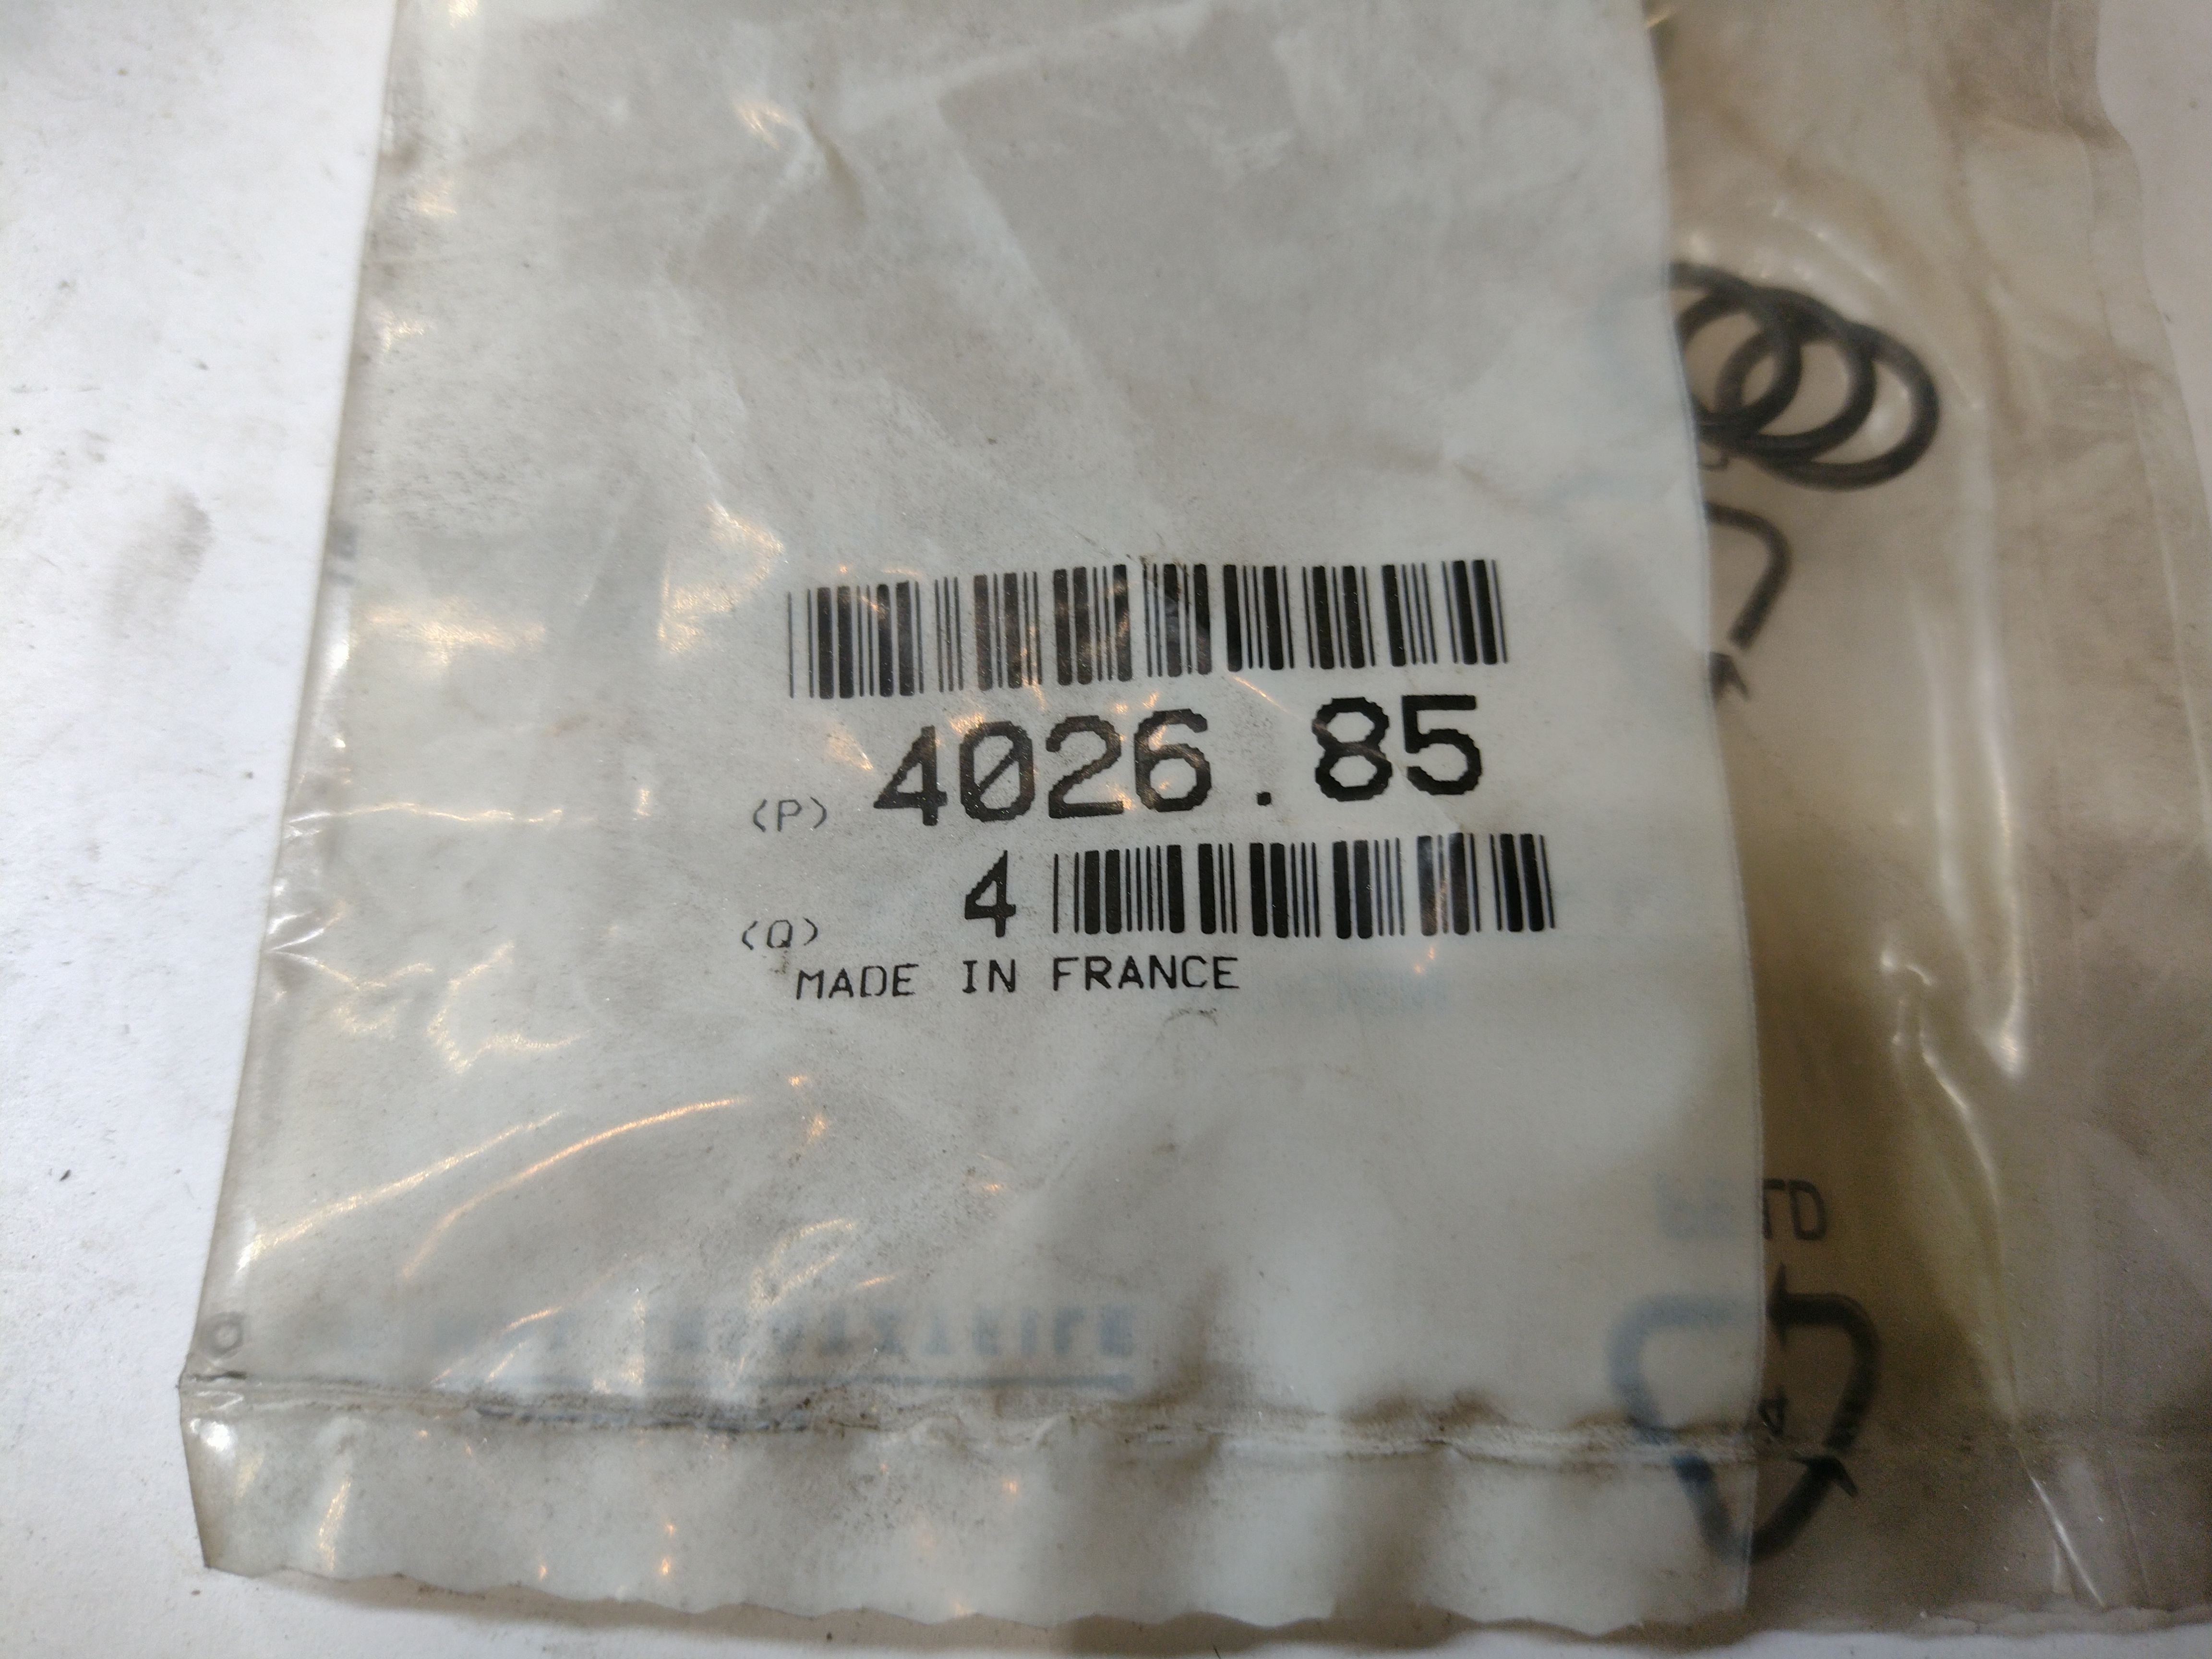 (P) 4026.85
(Q) 4
MADE IN FRANCE